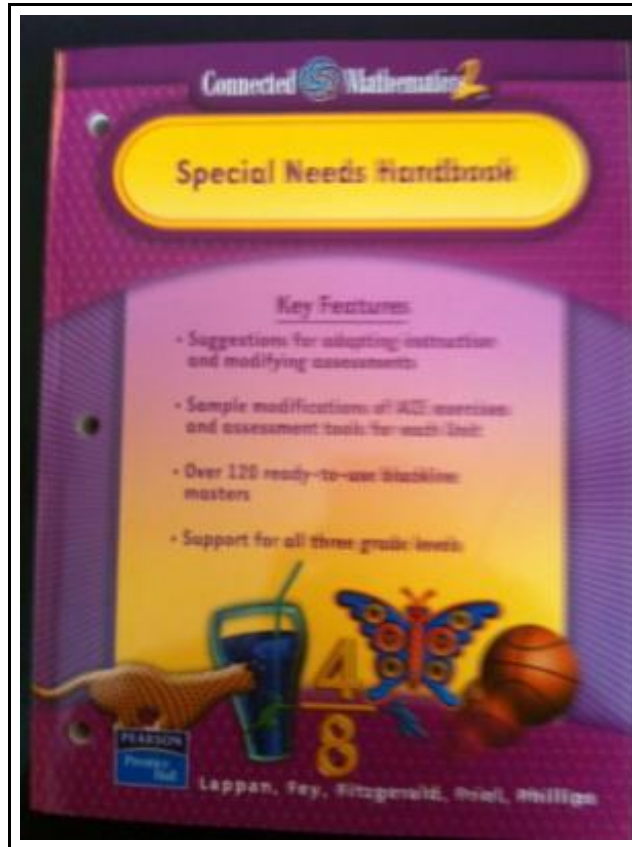 Connected Mathematics 2
Special Needs Handbook
Key Features
• Suggestions for adapting instruction
and modifying assessments
• Sample modifications of ACE exercises
and assessment tools for each Unit
• Over 120 ready-to-use blackline
masters
• Support for all three grade levels
4
8
PEARSON
Prentice
Hall
Lappan, Fey, Fitzgerald, Friel, Phillips